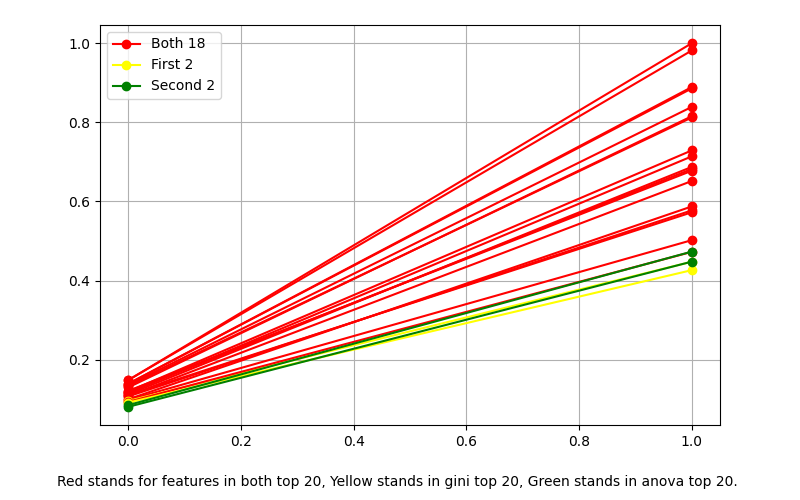 Both 18
First 2
Second 2
1.0
0.8
0.6
0.4
0.2
0.0 0.2 0.4 0.6 0.8 1.0
Red stands for features in both top 20, Yellow stands in gini top 20, Green stands in anova top 20.